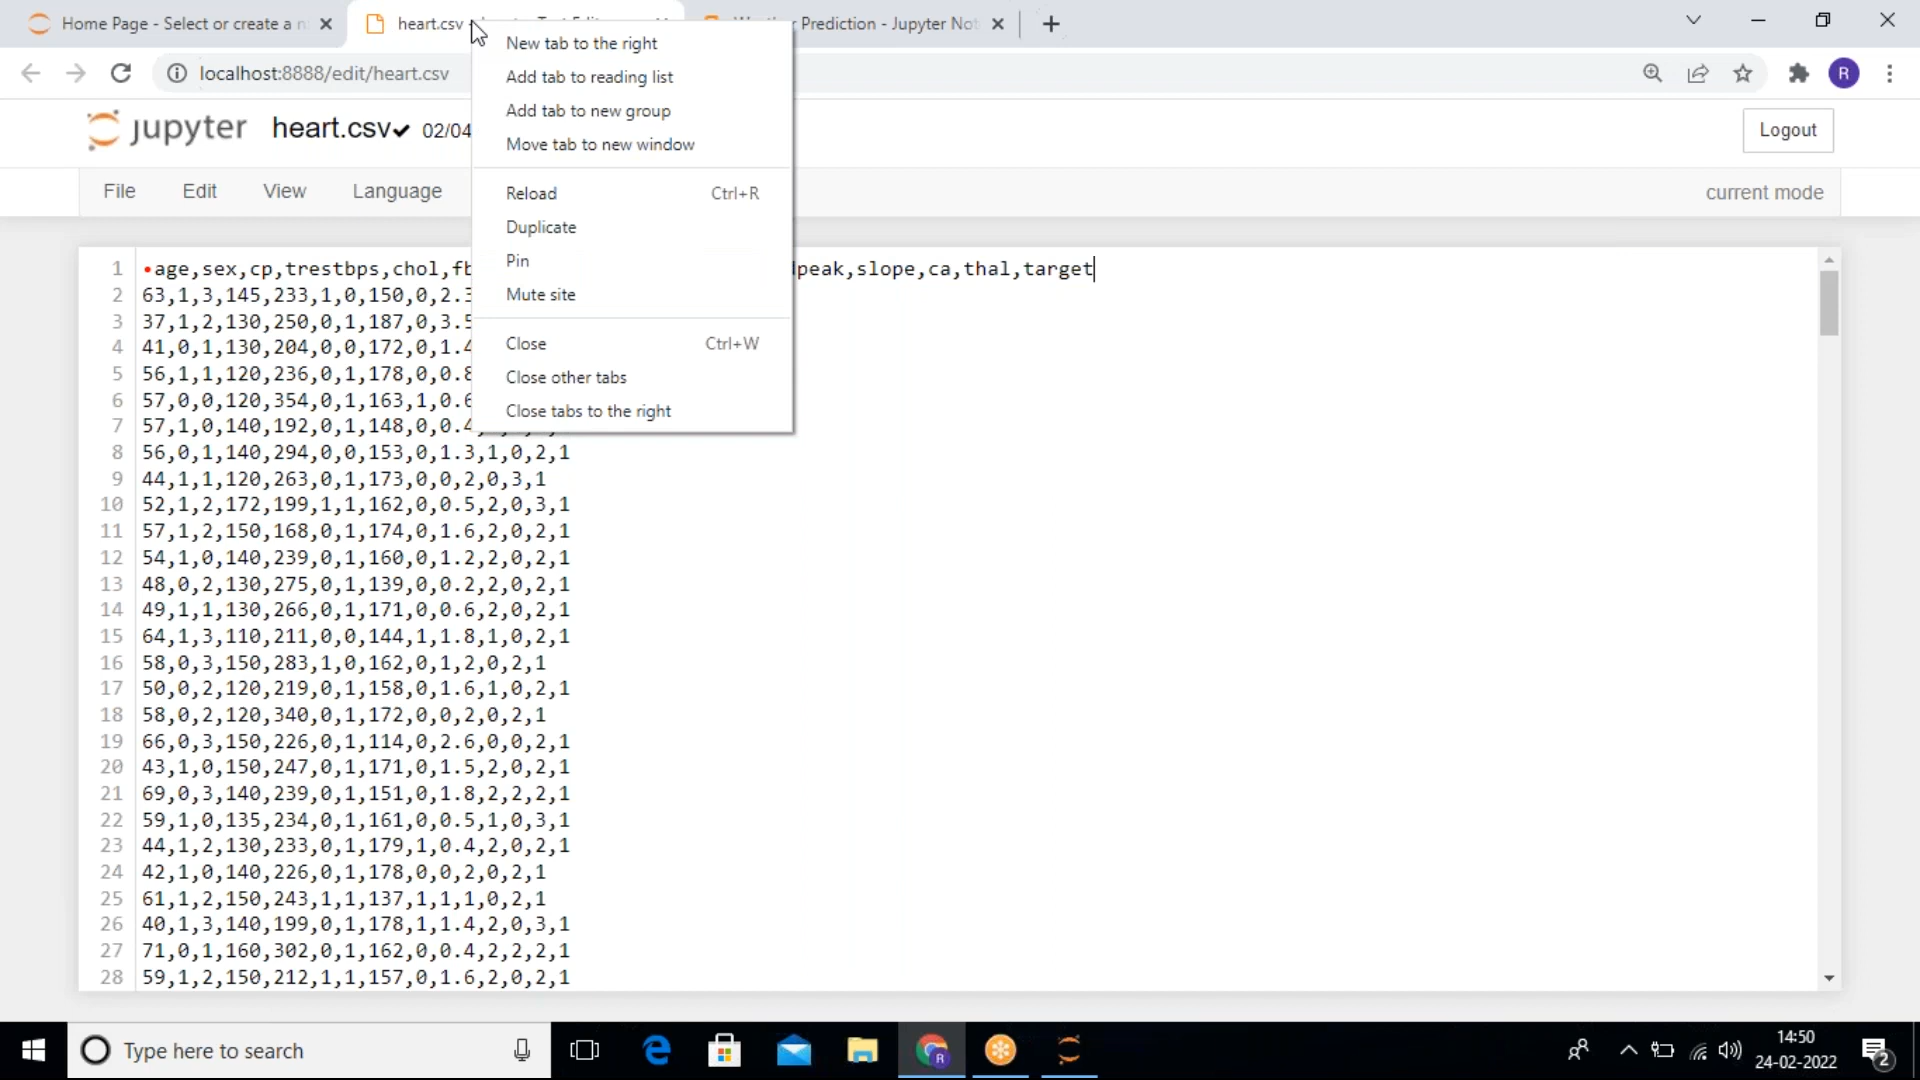 Home Page - Select or create a n
heart.csv
Prediction - Jupyter Not
localhost:8888/edit/heart.csv
R
jupyter heart.csv 02/04
Logout
File Edit View Language
current mode
New tab to the right
Add tab to reading list
Add tab to new group
Move tab to new window
Reload Ctrl+R
Duplicate
Pin
Mute site
Close Ctrl+W
Close other tabs
Close tabs to the right
1 •age,sex,cp,trestbps,chol,fb peak,slope,ca,thal,target
2 63,1,3,145,233,1,0,150,0,2.3
3 37,1,2,130,250,0,1,187,0,3.5
4 41,0,1,130,204,0,0,172,0,1.4
5 56,1,1,120,236,0,1,178,0,0.8
6 57,0,0,120,354,0,1,163,1,0.6
7 57,1,0,140,192,0,1,148,0,0.4
8 56,0,1,140,294,0,0,153,0,1.3,1,0,2,1
9 44,1,1,120,263,0,1,173,0,0,2,0,3,1
10 52,1,2,172,199,1,1,162,0,0.5,2,0,3,1
11 57,1,2,150,168,0,1,174,0,1.6,2,0,2,1
12 54,1,0,140,239,0,1,160,0,1.2,2,0,2,1
13 48,0,2,130,275,0,1,139,0,0.2,2,0,2,1
14 49,1,1,130,266,0,1,171,0,0.6,2,0,2,1
15 64,1,3,110,211,0,0,144,1,1.8,1,0,2,1
16 58,0,3,150,283,1,0,162,0,1,2,0,2,1
17 50,0,2,120,219,0,1,158,0,1.6,1,0,2,1
18 58,0,2,120,340,0,1,172,0,0,2,0,2,1
19 66,0,3,150,226,0,1,114,0,2.6,0,0,2,1
20 43,1,0,150,247,0,1,171,0,1.5,2,0,2,1
21 69,0,3,140,239,0,1,151,0,1.8,2,2,2,1
22 59,1,0,135,234,0,1,161,0,0.5,1,0,3,1
23 44,1,2,130,233,0,1,179,1,0.4,2,0,2,1
24 42,1,0,140,226,0,1,178,0,0,2,0,2,1
25 61,1,2,150,243,1,1,137,1,1,1,0,2,1
26 40,1,3,140,199,0,1,178,1,1.4,2,0,3,1
27 71,0,1,160,302,0,1,162,0,0.4,2,2,2,1
28 59,1,2,150,212,1,1,157,0,1.6,2,0,2,1
Type here to search
R
14:50
24-02-2022
2